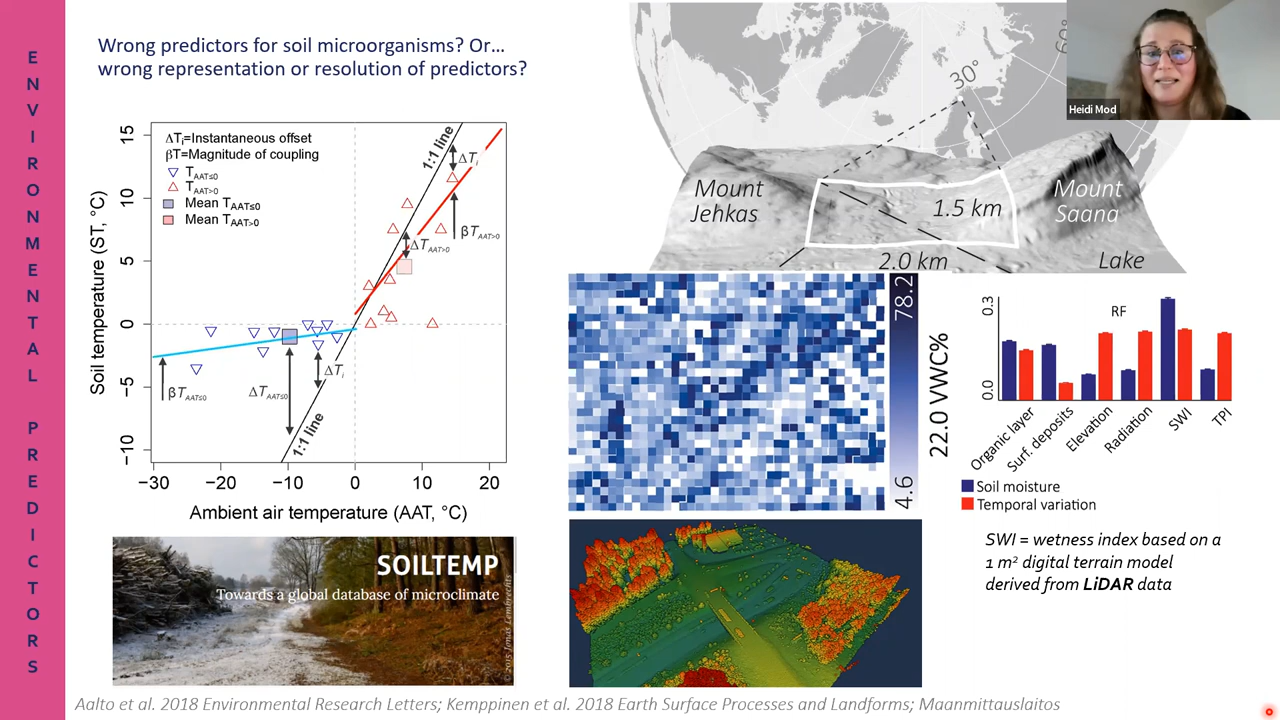 ENVIRONMENTAL PREDICTORS
Wrong predictors for soil microorganisms? Or...
wrong representation or resolution of predictors?
ΔTi=Instantaneous offset
βT=Magnitude of coupling
TAAT≤0
TAAT>0
Mean TAAT≤0
Mean TAAT>0
1:1 line
ΔTi
ΔTAAT>0
βTAAT>0
βTAAT≤0
ΔTAAT≤0
ΔTi
1:1 line
Soil temperature (ST, °C)
15
10
5
0
−5
−10
−30
−20
−10
0
10
20
Ambient air temperature (AAT, °C)
SOILTEMP
Towards a global database of microclimate
2015 Jonas Lembrechts
60°
30°
Mount
Jehkas
Mount
Saana
1.5 km
2.0 km
Lake
Heidi Mod
78.2
4.6
22.0 VWC%
RF
0.3
0.0
Organic layer
Surf. deposits
Elevation
Radiation
SWI
TPI
Soil moisture
Temporal variation
SWI = wetness index based on a
1 m² digital terrain model
derived from LiDAR data
Aalto et al. 2018 Environmental Research Letters; Kemppinen et al. 2018 Earth Surface Processes and Landforms; Maanmittauslaitos